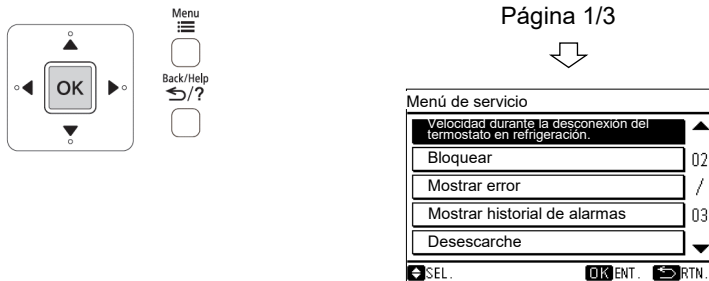 Menu
OK
Back/Help
/?
Página 1/3
Menú de servicio
Velocidad durante la desconexión del
termostato en refrigeración.
Bloquear
02
Mostrar error
/
Mostrar historial de alarmas
03
Desescarche
SEL. OK ENT. RTN.